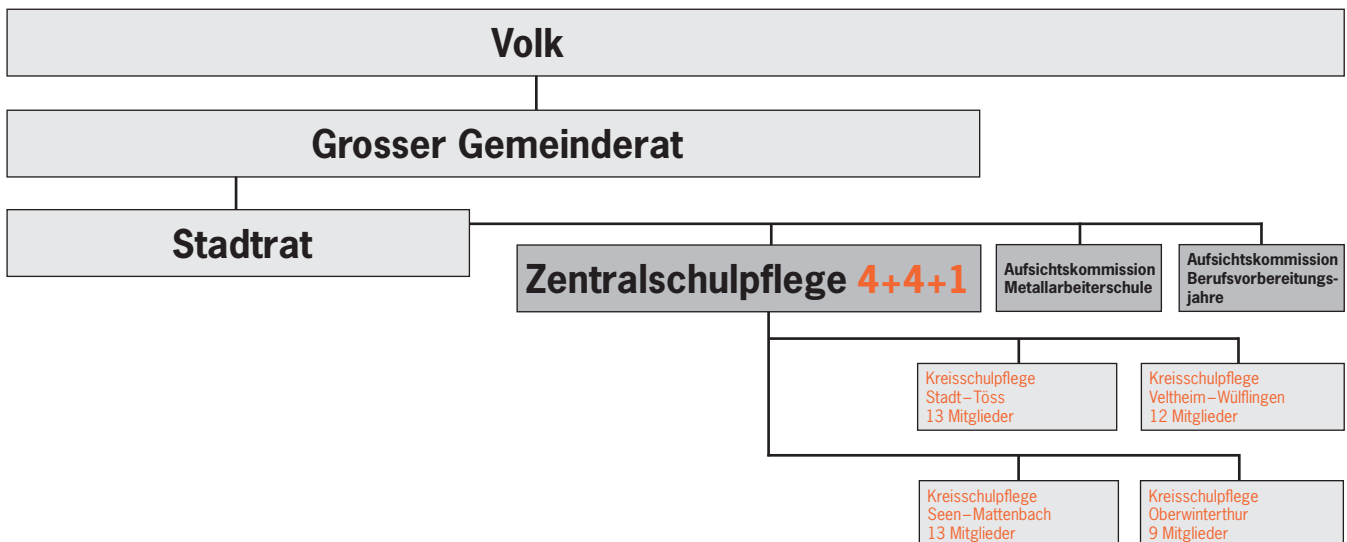 Volk
Grosser Gemeinderat
Stadtrat
Zentralschulpflege 4+4+1
Aufsichtskommission
Metallarbeiterschule
Aufsichtskommission
Berufsvorbereitungs-
jahre
Kreisschulpflege
Stadt–Töss
13 Mitglieder
Kreisschulpflege
Veltheim–Wülflingen
12 Mitglieder
Kreisschulpflege
Seen–Mattenbach
13 Mitglieder
Kreisschulpflege
Oberwinterthur
9 Mitglieder